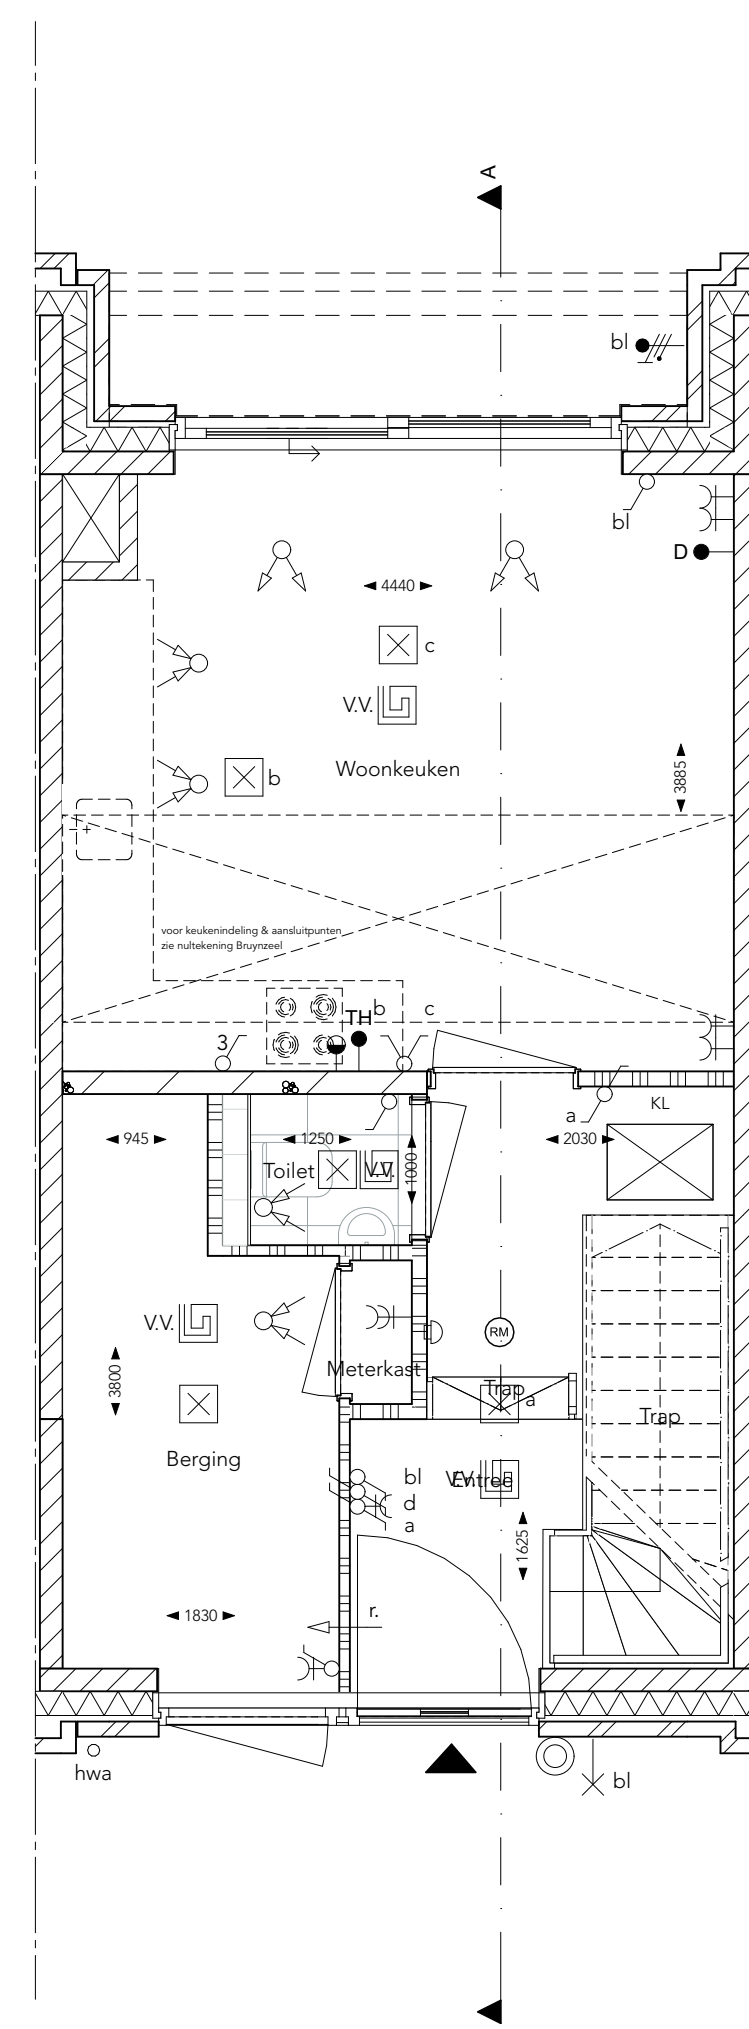 A
bl
bl
D
4440
c
V.V.
Woonkeuken
3885
b
voor keukenindeling & aansluitpunten
zie nultekening Bruynzeel
3
TH
b
c
a
KL
945
1250
2030
Toilet
V.V.
1000
V.V.
RM
3800
Meterkast
Trap
a
Trap
Berging
bl
V.V.
Entree
d
a
1625
1830
r.
hwa
bl